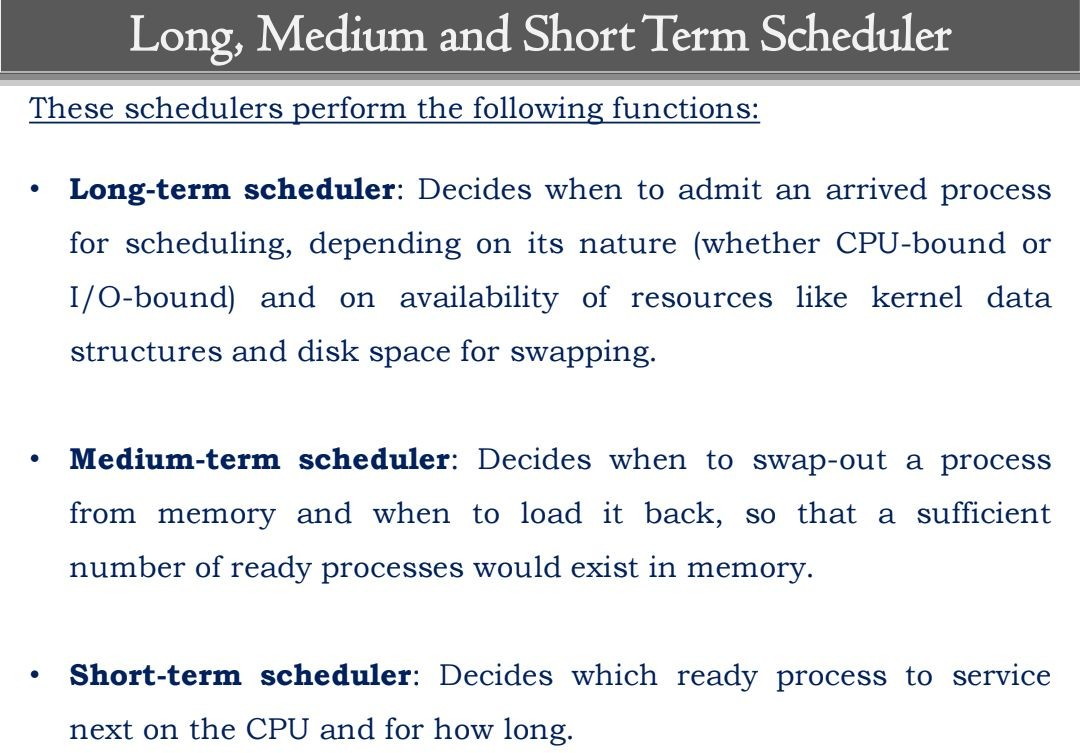 Long, Medium and Short Term Scheduler
These schedulers perform the following functions:
• Long-term scheduler: Decides when to admit an arrived process
for scheduling, depending on its nature (whether CPU-bound or
I/O-bound) and on availability of resources like kernel data
structures and disk space for swapping.
• Medium-term scheduler: Decides when to swap-out a process
from memory and when to load it back, so that a sufficient
number of ready processes would exist in memory.
• Short-term scheduler: Decides which ready process to service
next on the CPU and for how long.